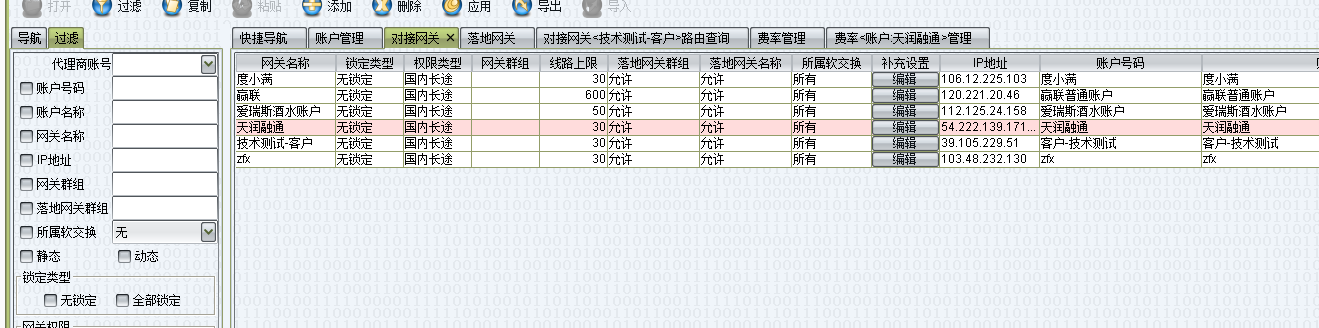 打开 过滤 复制 粘贴 添加 删除 应用 导出 导入
导航 过滤 快捷导航 账户管理 对接网关 落地网关 对接网关<技术测试-客户>路由查询 费率管理 费率<账户:天润融通>管理
代理商账号
账户号码
账户名称
网关名称
IP地址
网关群组
落地网关群组
所属软交换 无
静态 动态
锁定类型
无锁定 全部锁定
网关权限
网关名称 锁定类型 权限类型 网关群组 线路上限 落地网关群组 落地网关名称 所属软交换 补充设置 IP地址 账户号码
度小满 无锁定 国内长途 30 允许 允许 所有 编辑 106.12.225.103 度小满 度小满
赢联 无锁定 国内长途 600 允许 允许 所有 编辑 120.221.20.46 赢联普通账户 赢联普通账户
爱瑞斯酒水账户 无锁定 国内长途 50 允许 允许 所有 编辑 112.125.24.158 爱瑞斯酒水账户 爱瑞斯酒水账户
天润融通 无锁定 国内长途 30 允许 允许 所有 编辑 54.222.139.171... 天润融通 天润融通
技术测试-客户 无锁定 国内长途 30 允许 允许 所有 编辑 39.105.229.51 客户-技术测试 客户-技术测试
zfx 无锁定 国内长途 30 允许 允许 所有 编辑 103.48.232.130 zfx zfx